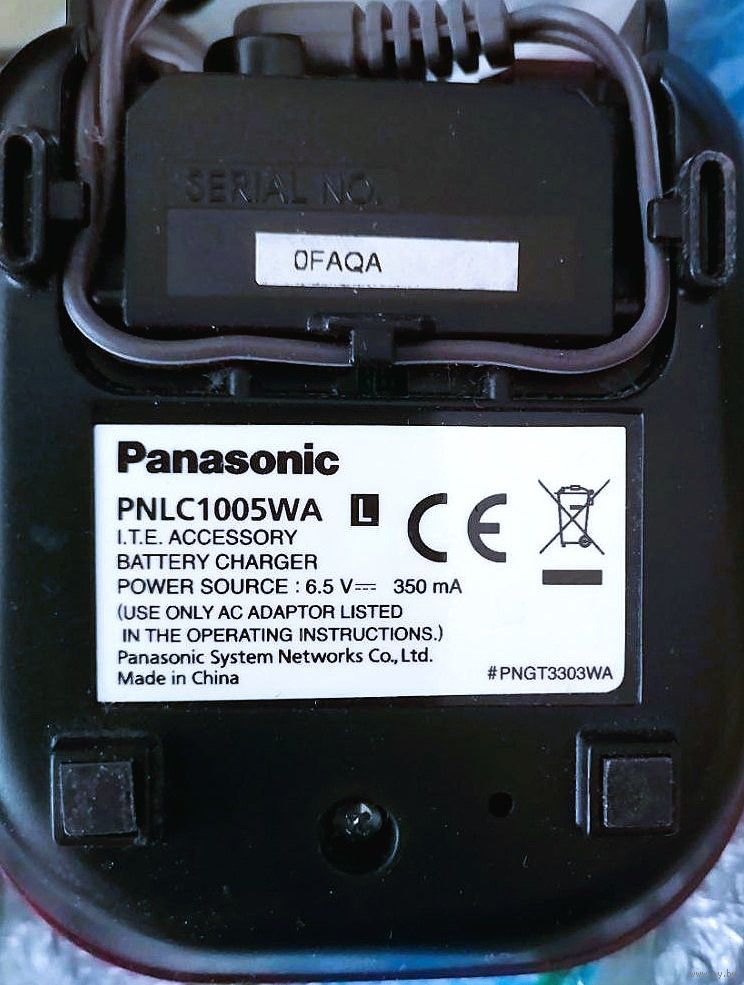 SERIAL NO.
0FAQA
Panasonic
PNLC1005WA L CE
I.T.E. ACCESSORY
BATTERY CHARGER
POWER SOURCE : 6.5 V⎓ 350 mA
(USE ONLY AC ADAPTOR LISTED
IN THE OPERATING INSTRUCTIONS.)
Panasonic System Networks Co., Ltd.
Made in China #PNGT3303WA